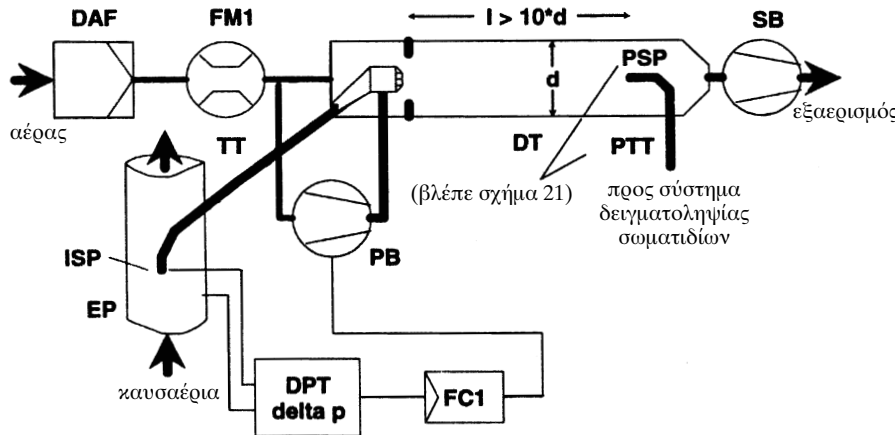 DAF
FM1
l > 10*d
SB
d
PSP
αέρας
εξαερισμός
TT
DT
PTT
(βλέπε σχήμα 21)
προς σύστημα
δειγματοληψίας
σωματιδίων
ISP
PB
EP
καυσαέρια
DPT
delta p
FC1